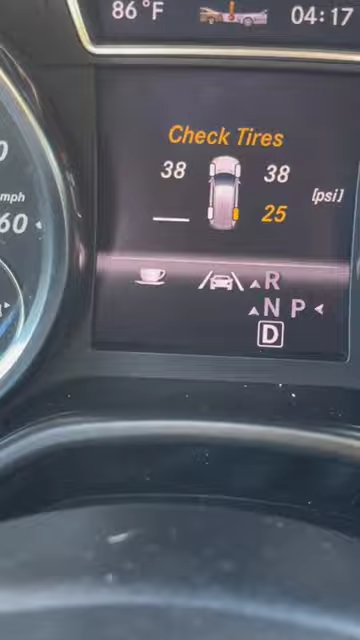 86°F 04:17
Check Tires
38 38
[psi]
25
mph
60
R
N P
D